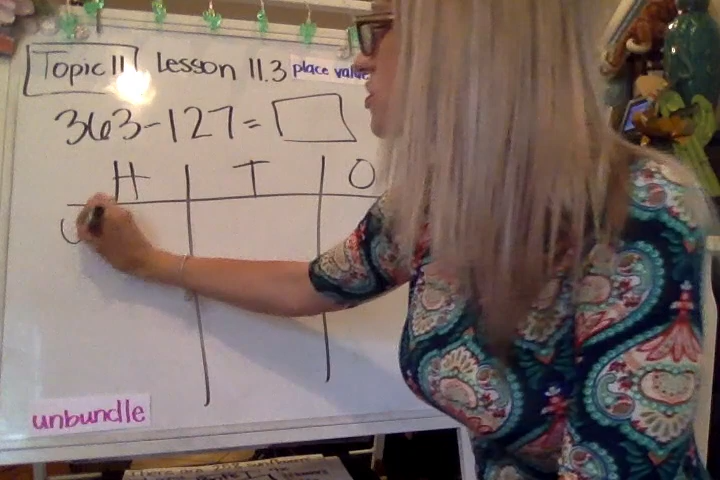 Topic 11 Lesson 11.3 place value
363-127=
H T O
unbundle